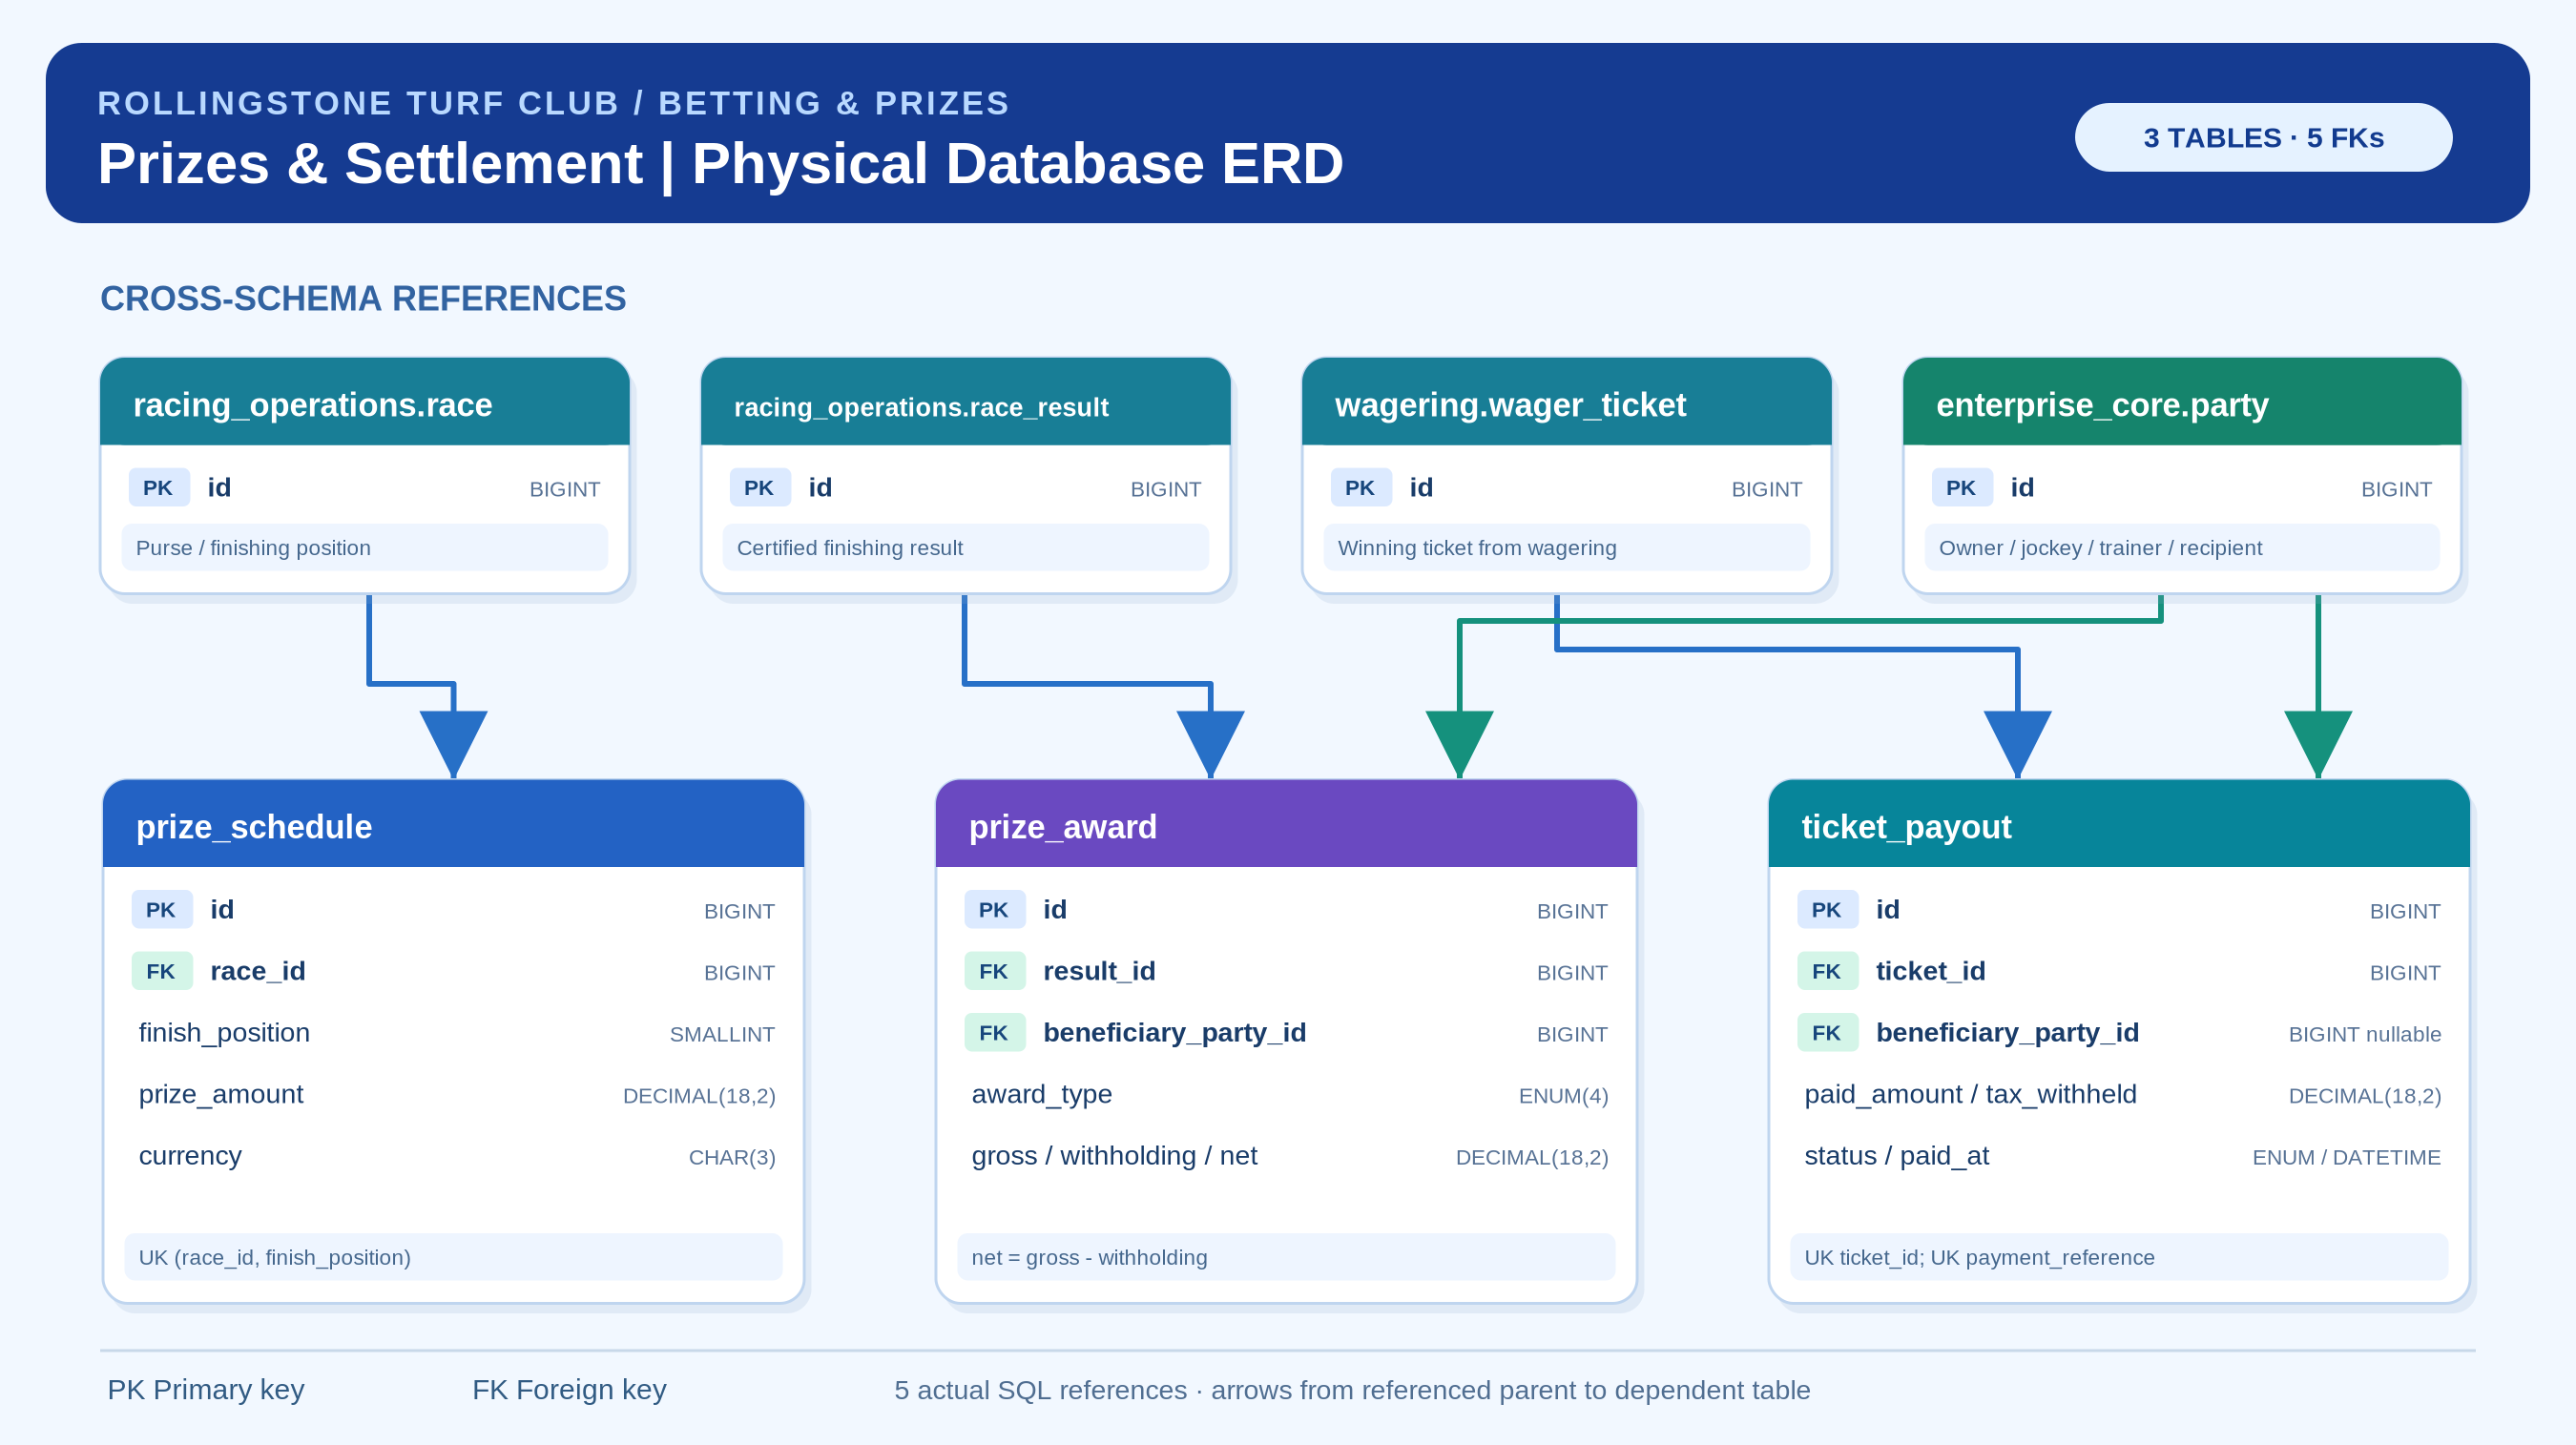 ROLLINGSTONE TURF CLUB / BETTING & PRIZES
Prizes & Settlement | Physical Database ERD
3 TABLES · 5 FKs
CROSS-SCHEMA REFERENCES
racing_operations.race
PK id BIGINT
Purse / finishing position
racing_operations.race_result
PK id BIGINT
Certified finishing result
wagering.wager_ticket
PK id BIGINT
Winning ticket from wagering
enterprise_core.party
PK id BIGINT
Owner / jockey / trainer / recipient
prize_schedule
PK id BIGINT
FK race_id BIGINT
finish_position SMALLINT
prize_amount DECIMAL(18,2)
currency CHAR(3)
UK (race_id, finish_position)
prize_award
PK id BIGINT
FK result_id BIGINT
FK beneficiary_party_id BIGINT
award_type ENUM(4)
gross / withholding / net DECIMAL(18,2)
net = gross - withholding
ticket_payout
PK id BIGINT
FK ticket_id BIGINT
FK beneficiary_party_id BIGINT nullable
paid_amount / tax_withheld DECIMAL(18,2)
status / paid_at ENUM / DATETIME
UK ticket_id; UK payment_reference
PK Primary key
FK Foreign key
5 actual SQL references · arrows from referenced parent to dependent table